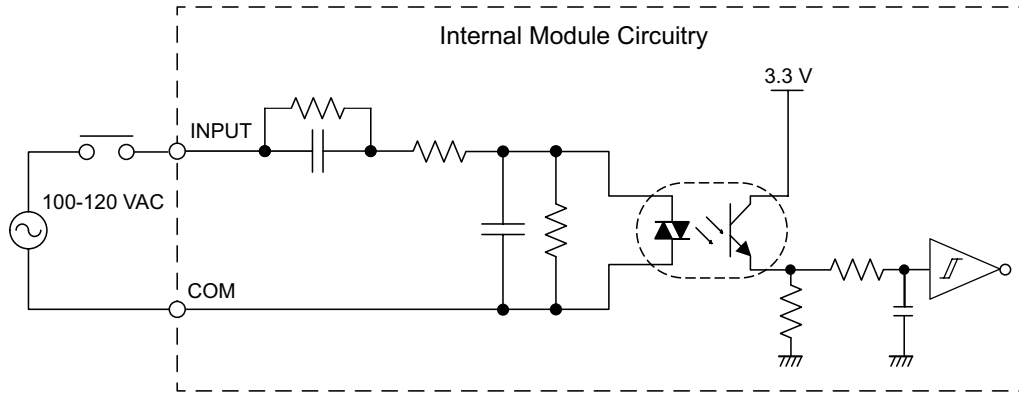 Internal Module Circuitry
3.3 V
INPUT
100-120 VAC
COM